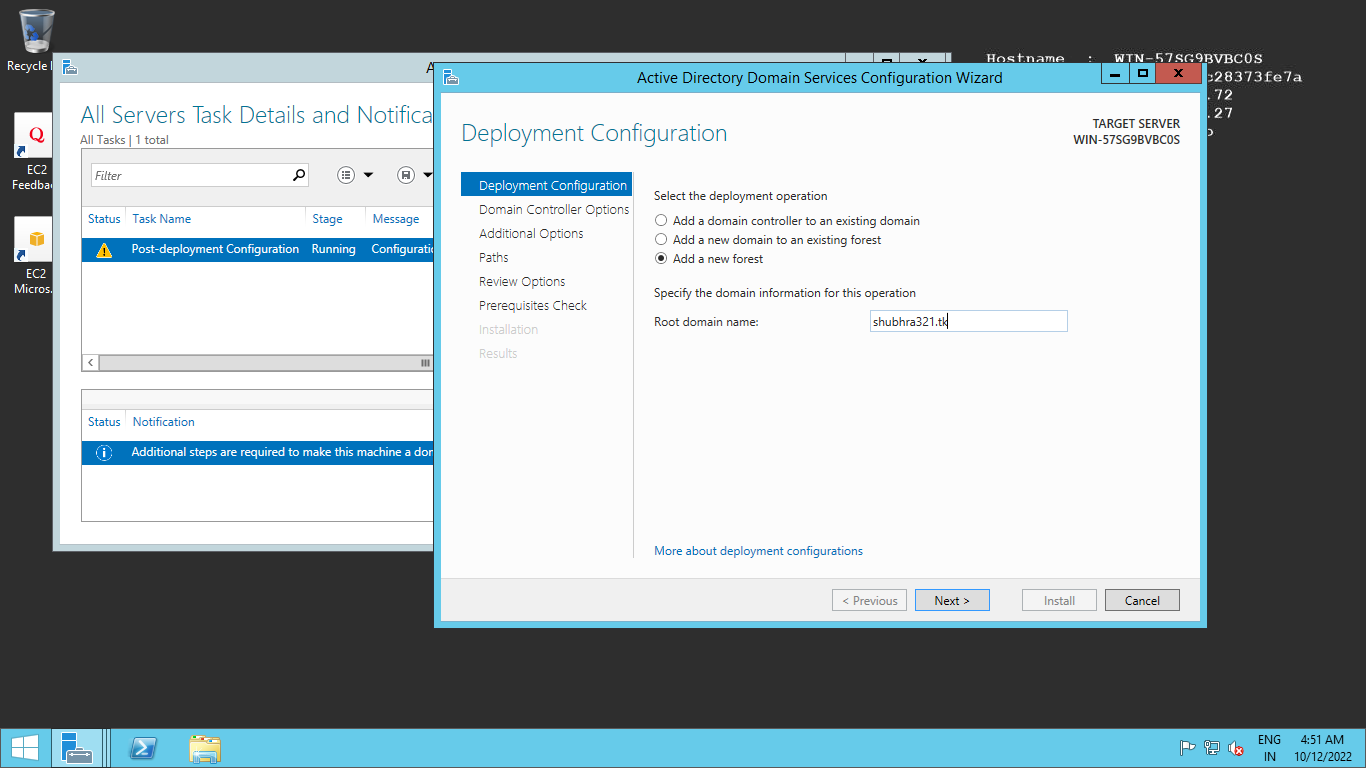 Recycle
EC2
Feedba
EC2
Micros.
Hostname : WIN-57SG9BVBC0S
c28373fe7a
.72
.27
All Servers Task Details and Notifica
All Tasks | 1 total
Filter
Status Task Name Stage Message
Post-deployment Configuration Running Configuratio
Status Notification
Additional steps are required to make this machine a dor
Active Directory Domain Services Configuration Wizard
Deployment Configuration
TARGET SERVER
WIN-57SG9BVBC0S
Deployment Configuration
Domain Controller Options
Additional Options
Paths
Review Options
Prerequisites Check
Installation
Results
Select the deployment operation
Add a domain controller to an existing domain
Add a new domain to an existing forest
Add a new forest
Specify the domain information for this operation
Root domain name: shubhra321.tk
More about deployment configurations
< Previous Next > Install Cancel
ENG
IN
4:51 AM
10/12/2022